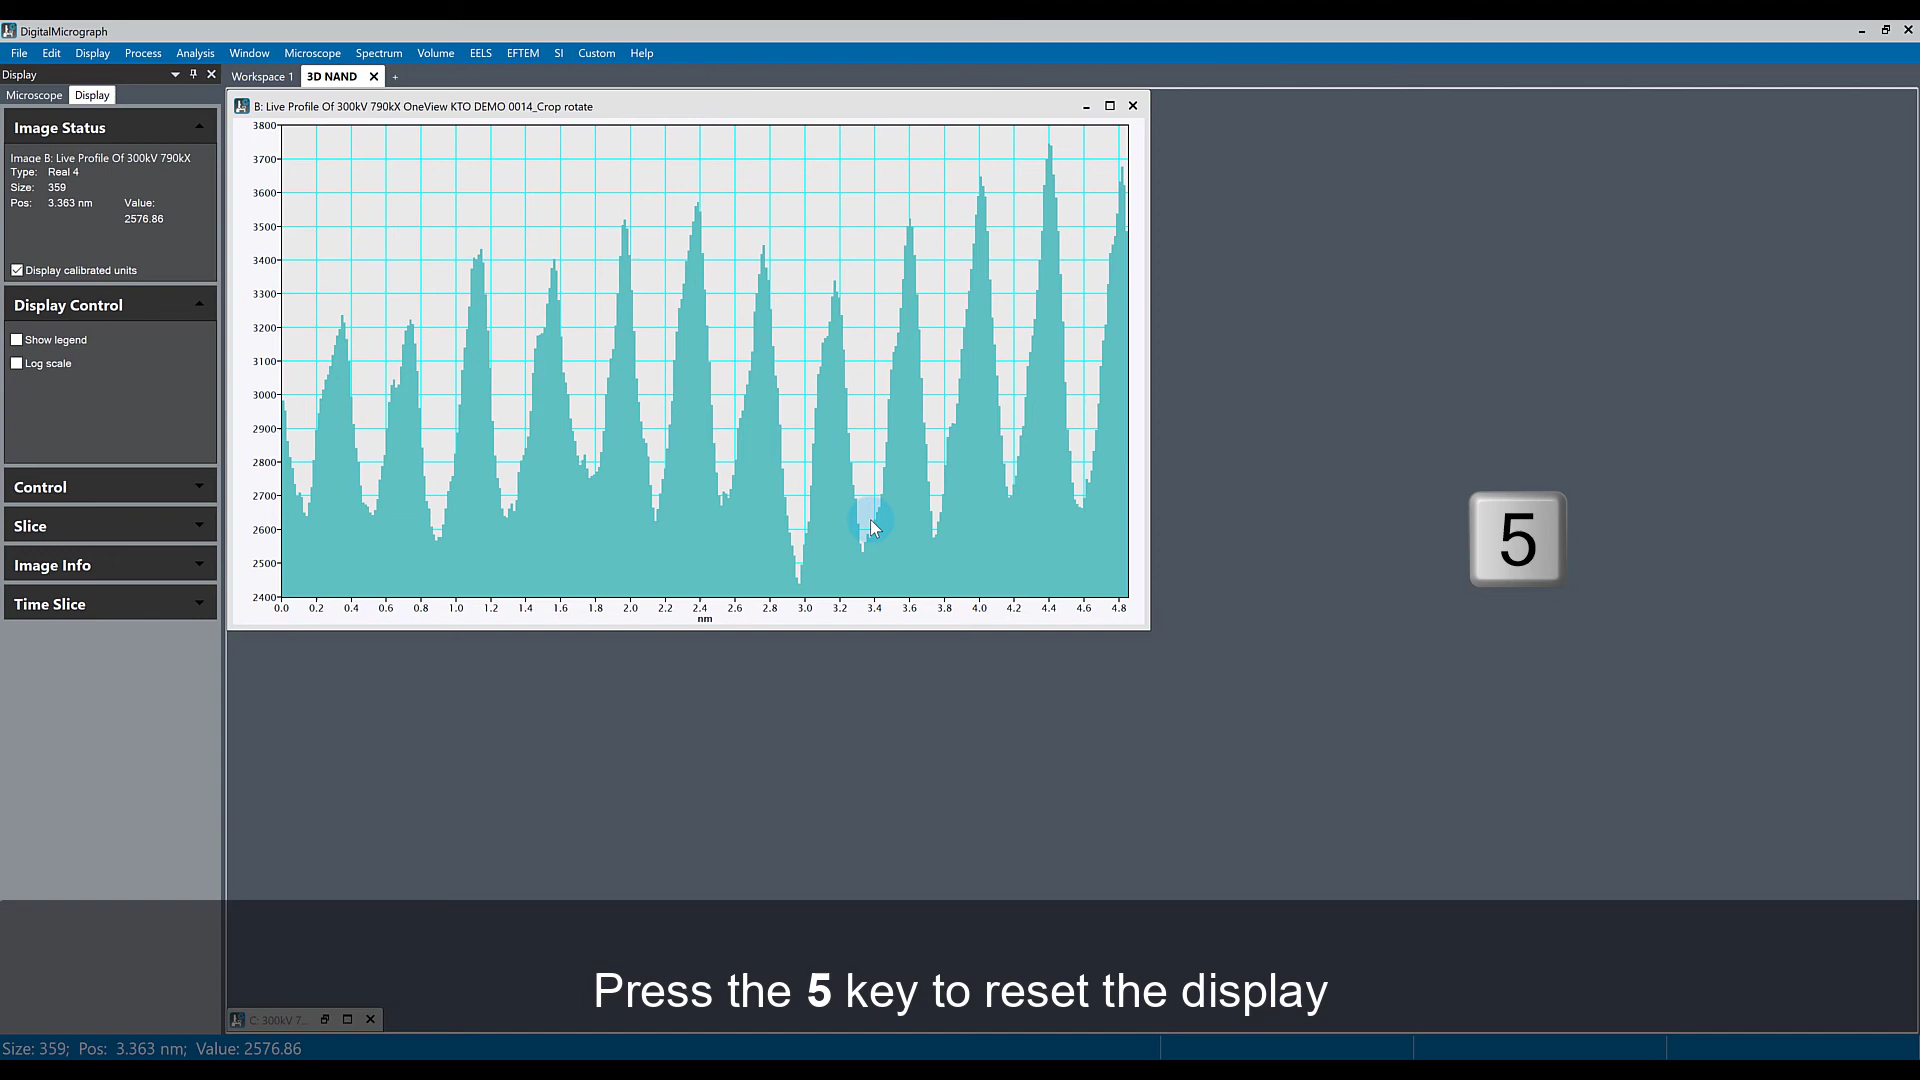 DigitalMicrograph
File Edit Display Process Analysis Window Microscope Spectrum Volume EELS EFTEM SI Custom Help
Display
Workspace 1 3D NAND +
Microscope Display
Image Status
Image B: Live Profile Of 300kV 790kX
Type: Real 4
Size: 359
Pos: 3.363 nm Value:
2576.86
Display calibrated units
Display Control
Show legend
Log scale
Control
Slice
Image Info
Time Slice
B: Live Profile Of 300kV 790kX OneView KTO DEMO 0014_Crop rotate
3800
3700
3600
3500
3400
3300
3200
3100
3000
2900
2800
2700
2600
2500
2400
0.0 0.2 0.4 0.6 0.8 1.0 1.2 1.4 1.6 1.8 2.0 2.2 2.4 2.6 2.8 3.0 3.2 3.4 3.6 3.8 4.0 4.2 4.4 4.6 4.8
nm
5
Press the 5 key to reset the display
C: 300kV 7...
Size: 359; Pos: 3.363 nm; Value: 2576.86